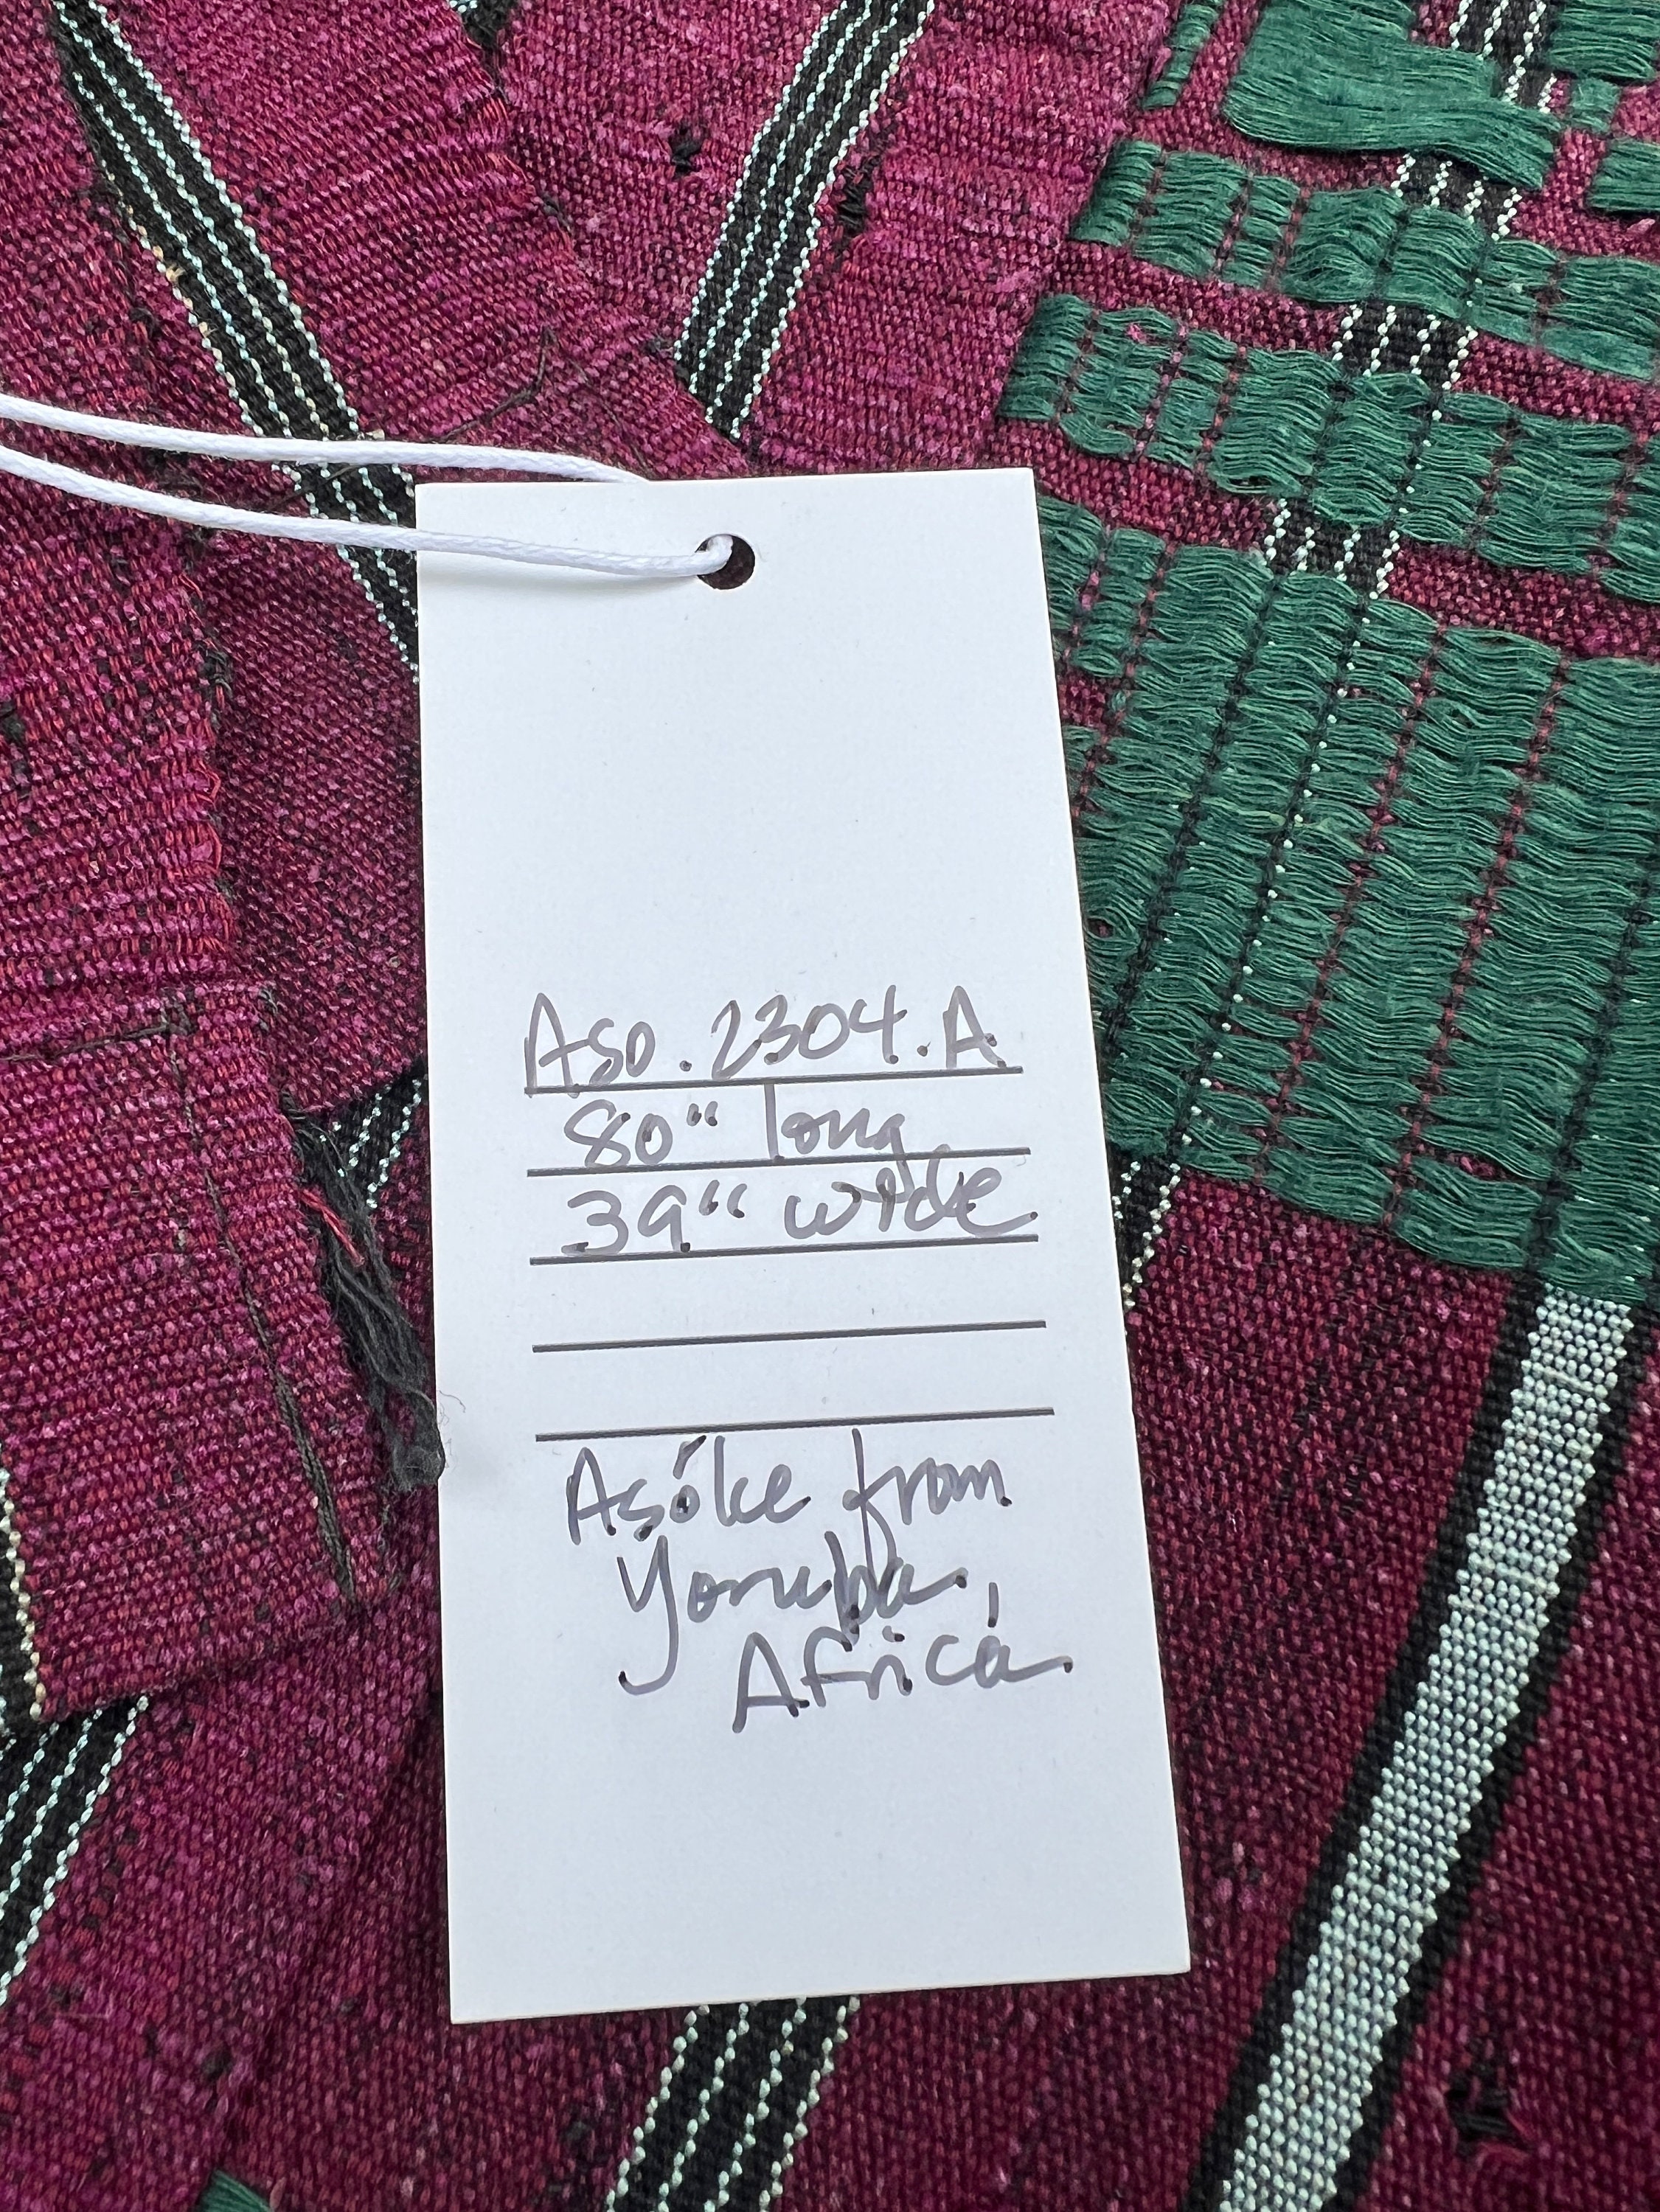 Aso.2304.A
80" long
39" wide
Asóke from
Yoruba,
Africa